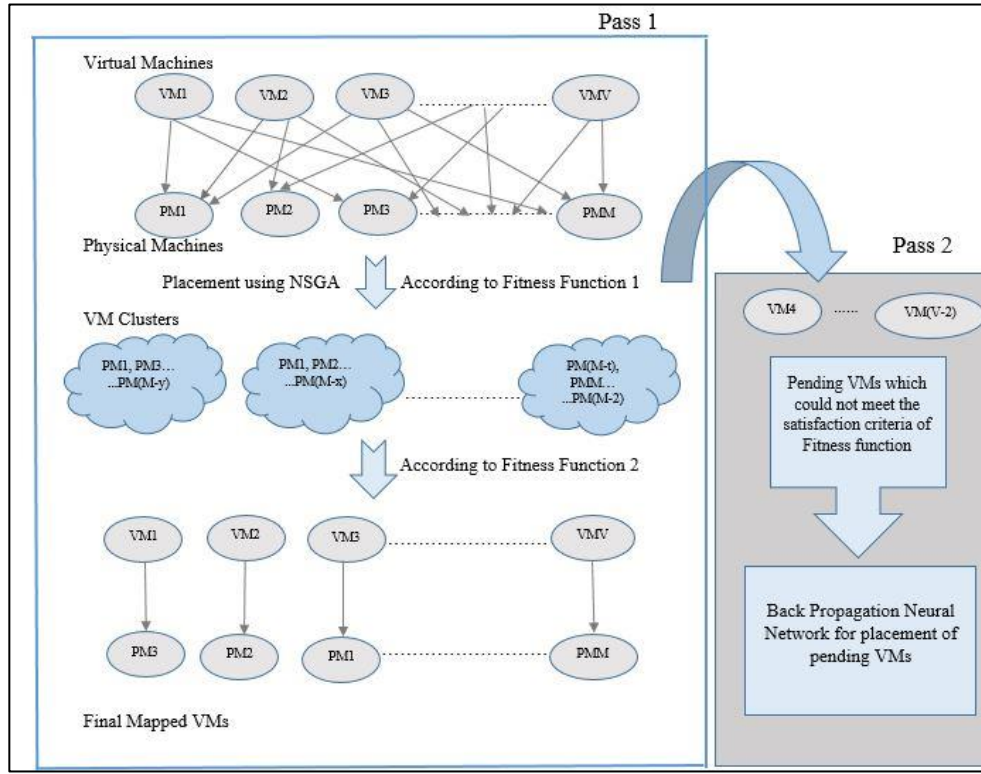 Pass 1
Virtual Machines
VM1 VM2 VM3 VMV
PM1 PM2 PM3 PMM
Physical Machines
Placement using NSGA According to Fitness Function 1
VM Clusters
PM1, PM3…
...PM(M-y)
PM1, PM2…
...PM(M-x)
PM(M-t),
PMM…
...PM(M-2)
According to Fitness Function 2
VM1 VM2 VM3 VMV
PM3 PM2 PM1 PMM
Final Mapped VMs
Pass 2
VM4 ...... VM(V-2)
Pending VMs which
could not meet the
satisfaction criteria of
Fitness function
Back Propagation Neural
Network for placement of
pending VMs